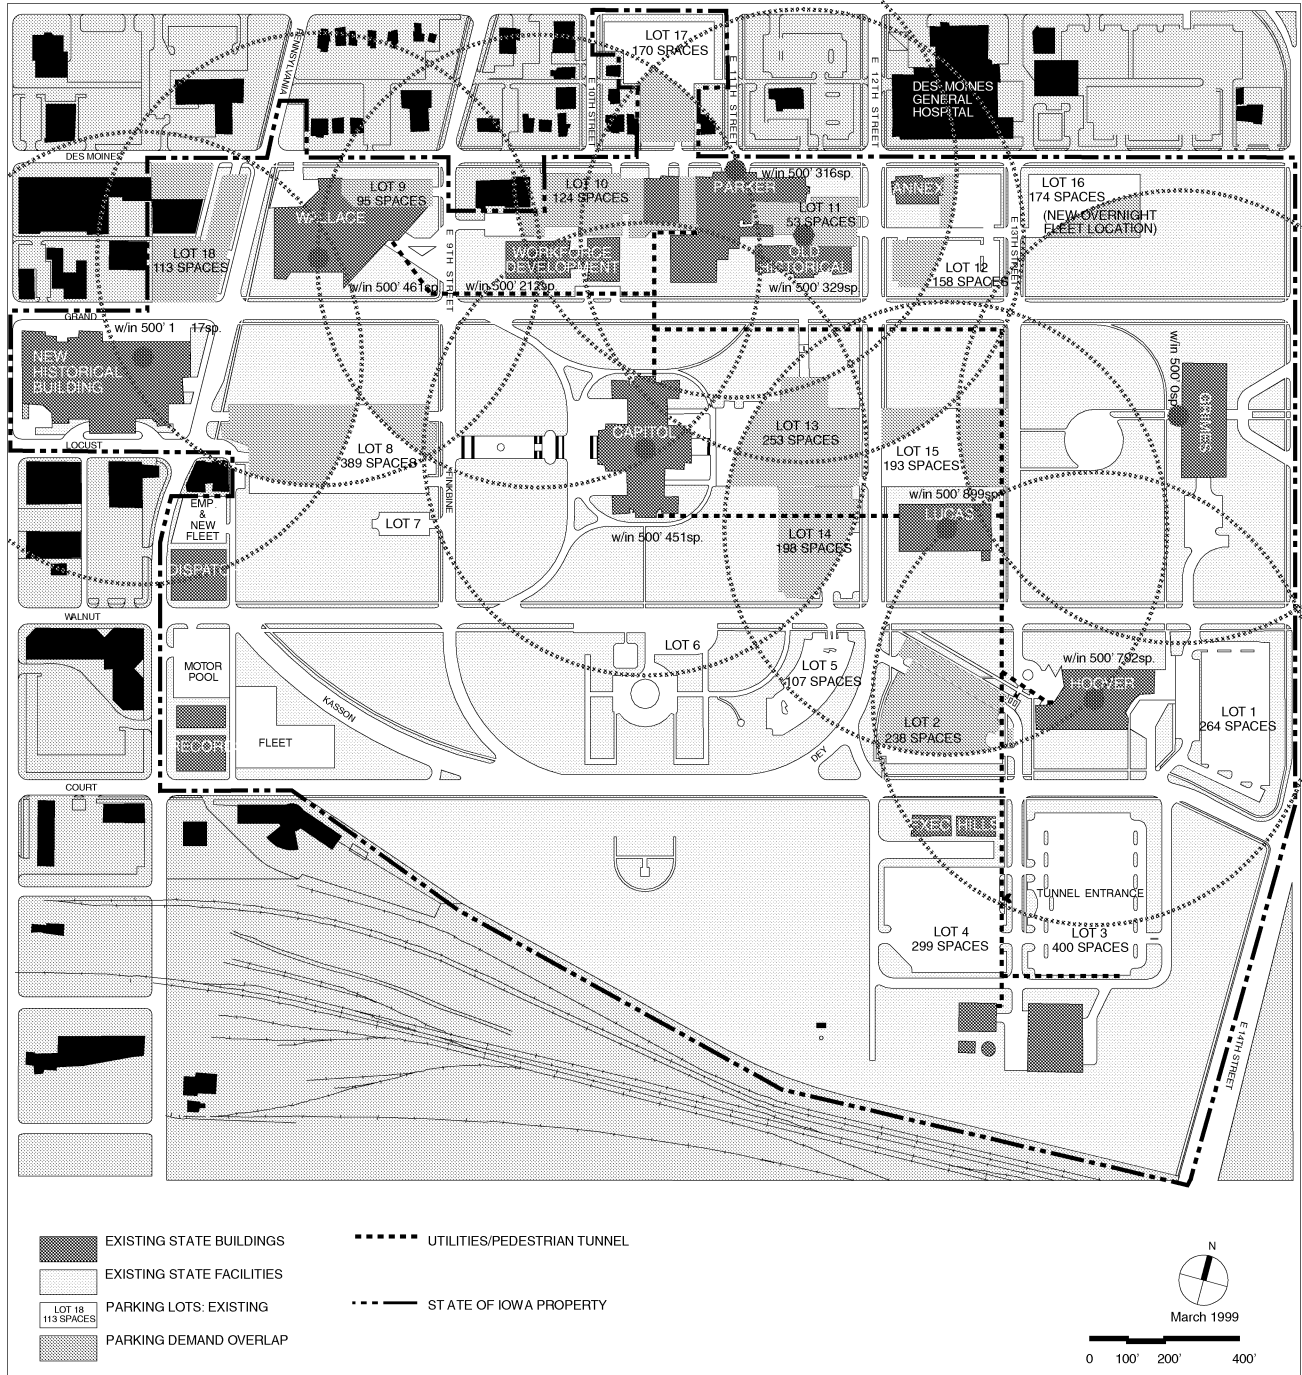 LOT 17
170 SPACES
PENNSYLVANIA
E 10TH STREET
E 11TH STREET
E 12TH STREET
DES MOINES
GENERAL
HOSPITAL
DES MOINES
LOT 9
95 SPACES
WALLACE
LOT 10
124 SPACES
w/in 500' 316sp.
PARKER
LOT 11
53 SPACES
ANNEX
LOT 16
174 SPACES
(NEW OVERNIGHT
FLEET LOCATION)
E 13TH STREET
E 9TH STREET
LOT 18
113 SPACES
WORKFORCE
DEVELOPMENT
OLD
HISTORICAL
LOT 12
158 SPACES
w/in 500' 461sp.
w/in 500' 212sp.
w/in 500' 329sp.
GRAND
w/in 500' 1 17sp.
NEW
HISTORICAL
BUILDING
w/in 500' 0sp.
GRIMES
LOCUST
LOT 8
389 SPACES
FINKBINE
CAPITOL
LOT 13
253 SPACES
LOT 15
193 SPACES
w/in 500' 899sp.
LUCAS
EMP.
&
NEW
FLEET
LOT 7
w/in 500' 451sp.
LOT 14
198 SPACES
DISPATC
WALNUT
MOTOR
POOL
LOT 6
LOT 5
107 SPACES
w/in 500' 792sp.
HOOVER
KASSON
FLEET
RECOR
DEY
LOT 2
238 SPACES
LOT 1
264 SPACES
COURT
EXEC HILLS
TUNNEL ENTRANCE
LOT 4
299 SPACES
LOT 3
400 SPACES
E 14TH STREET
EXISTING STATE BUILDINGS
EXISTING STATE FACILITIES
LOT 18
113 SPACES
PARKING LOTS: EXISTING
PARKING DEMAND OVERLAP
UTILITIES/PEDESTRIAN TUNNEL
STATE OF IOWA PROPERTY
N
March 1999
0 100' 200' 400'